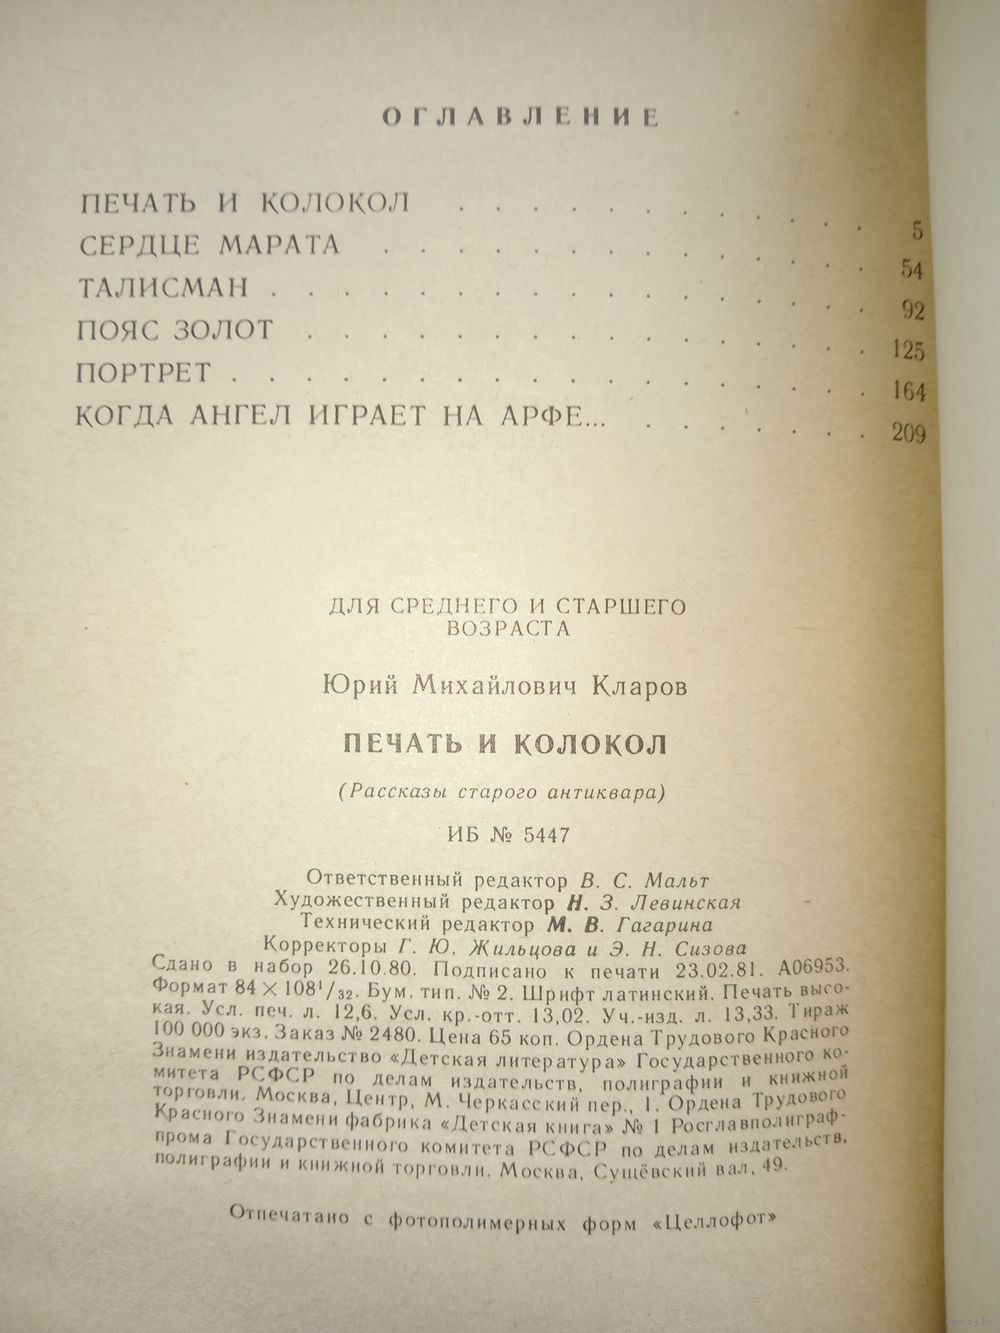 ОГЛАВЛЕНИЕ
ПЕЧАТЬ И КОЛОКОЛ . . . . . . . . . . . 5
СЕРДЦЕ МАРАТА . . . . . . . . . . . . . 54
ТАЛИСМАН . . . . . . . . . . . . . . . . 92
ПОЯС ЗОЛОТ . . . . . . . . . . . . . . . 125
ПОРТРЕТ . . . . . . . . . . . . . . . . . 164
КОГДА АНГЕЛ ИГРАЕТ НА АРФЕ... . . . . . . . 209
ДЛЯ СРЕДНЕГО И СТАРШЕГО
ВОЗРАСТА
Юрий Михайлович Кларов
ПЕЧАТЬ И КОЛОКОЛ
(Рассказы старого антиквара)
ИБ № 5447
Ответственный редактор В. С. Мальт
Художественный редактор Н. З. Левинская
Технический редактор М. В. Гагарина
Корректоры Г. Ю. Жильцова и Э. Н. Сизова
Сдано в набор 26.10.80. Подписано к печати 23.02.81. А06953.
Формат 84 × 108¹/₃₂. Бум. тип. № 2. Шрифт латинский. Печать высо-
кая. Усл. печ. л. 12,6. Усл. кр.-отт. 13,02. Уч.-изд. л. 13,33. Тираж
100 000 экз. Заказ № 2480. Цена 65 коп. Ордена Трудового Красного
Знамени издательство «Детская литература» Государственного ко-
митета РСФСР по делам издательств, полиграфии и книжной
торговли. Москва, Центр, М. Черкасский пер., 1. Ордена Трудового
Красного Знамени фабрика «Детская книга» № 1 Росглавполиграф-
прома Государственного комитета РСФСР по делам издательств,
полиграфии и книжной торговли. Москва, Сущёвский вал, 49.
Отпечатано с фотополимерных форм «Целлофот»
www.ay.by